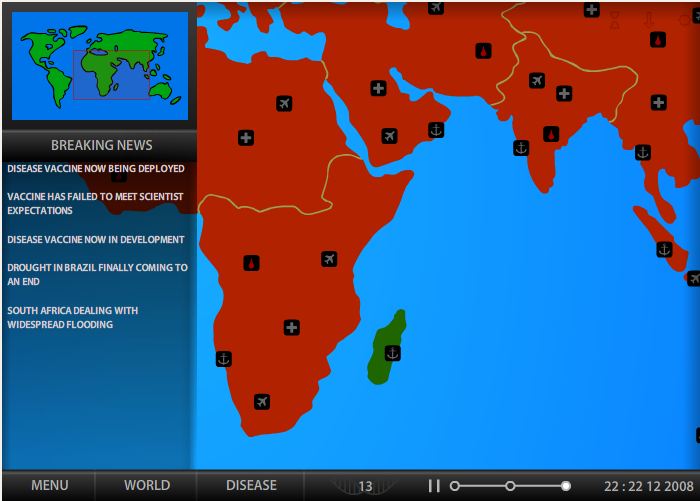 BREAKING NEWS
DISEASE VACCINE NOW BEING DEPLOYED
VACCINE HAS FAILED TO MEET SCIENTIST
EXPECTATIONS
DISEASE VACCINE NOW IN DEVELOPMENT
DROUGHT IN BRAZIL FINALLY COMING TO
AN END
SOUTH AFRICA DEALING WITH
WIDESPREAD FLOODING
MENU WORLD DISEASE 13 22 : 22 12 2008